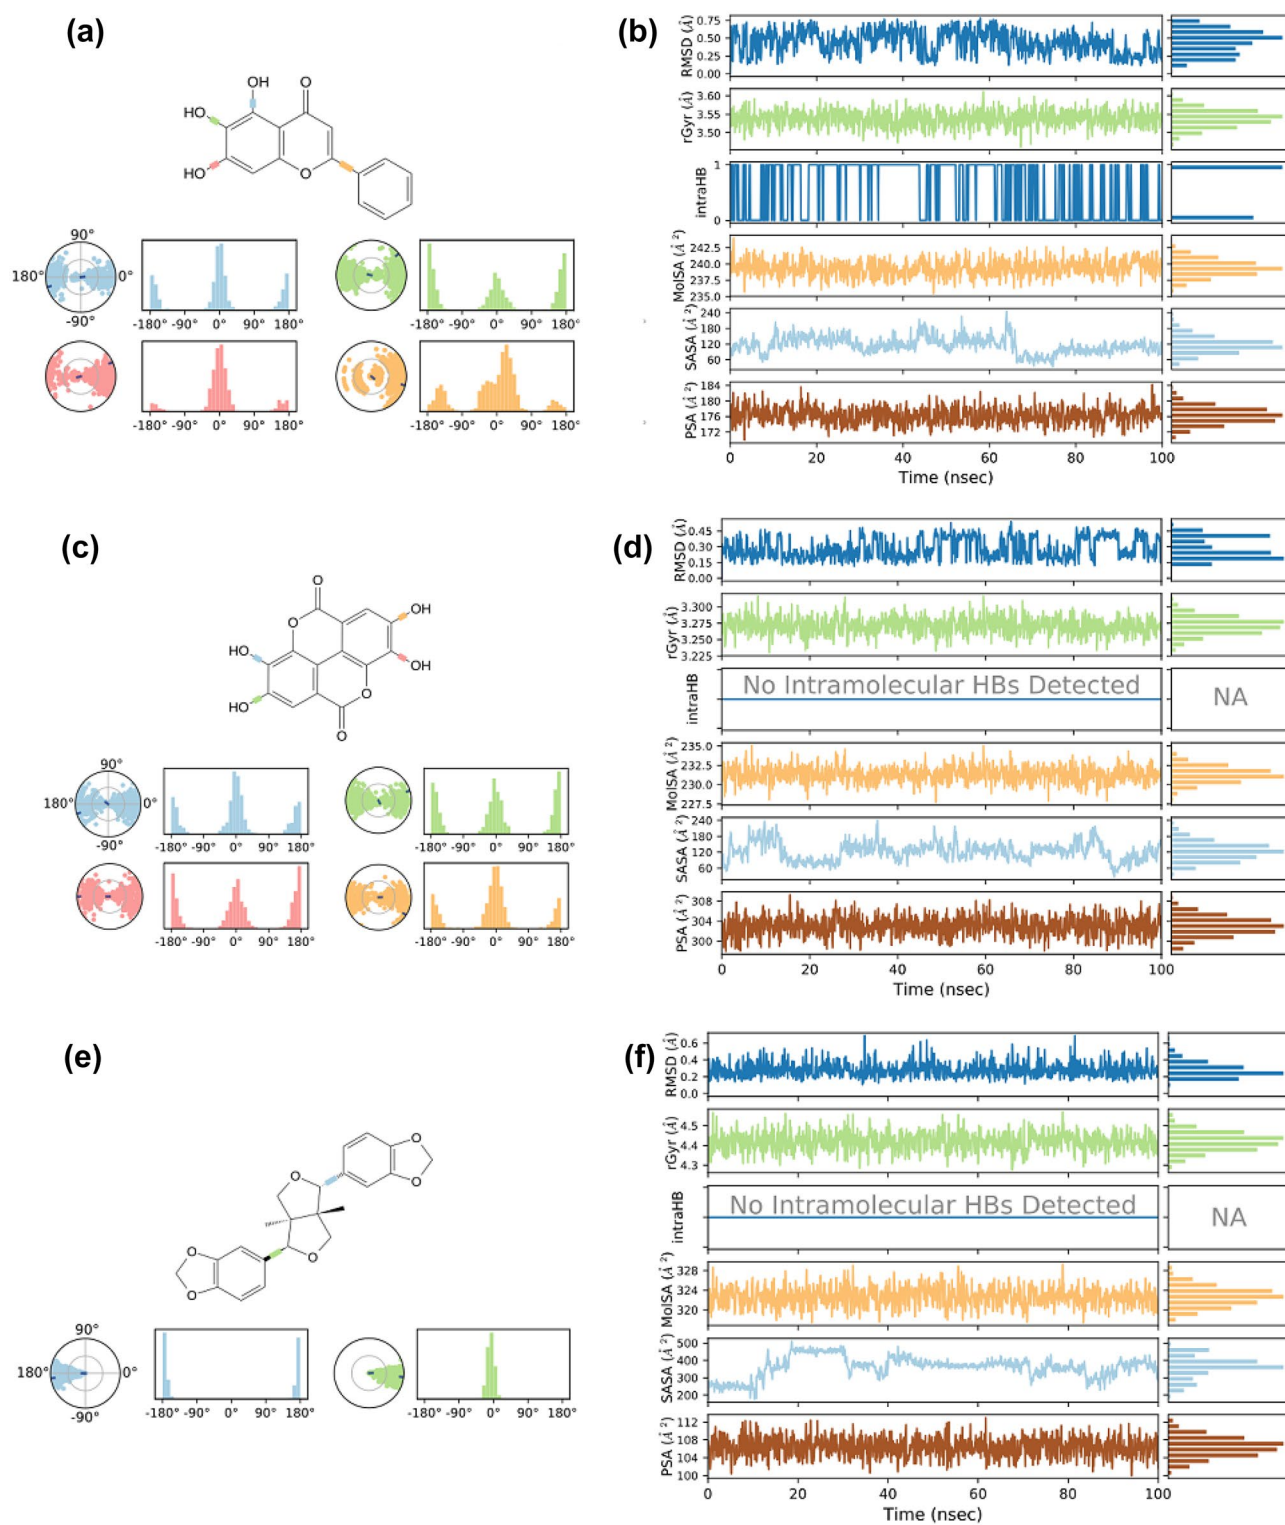 (a)
OH
O
HO
HO
O
90°
180°
0°
-90°
-180° -90° 0° 90° 180°
-180° -90° 0° 90° 180°
-180° -90° 0° 90° 180°
-180° -90° 0° 90° 180°
(b)
RMSD (Å)
0.75
0.50
0.25
0.00
rGyr (Å)
3.60
3.55
3.50
intraHB
1
0
MolSA (Å²)
242.5
240.0
237.5
235.0
SASA (Å²)
240
180
120
60
PSA (Å²)
184
180
176
172
0 20 40 60 80 100
Time (nsec)
(c)
O
OH
O
HO
OH
HO
O
O
90°
180°
0°
-90°
-180° -90° 0° 90° 180°
-180° -90° 0° 90° 180°
-180° -90° 0° 90° 180°
-180° -90° 0° 90° 180°
(d)
RMSD (Å)
0.45
0.30
0.15
0.00
rGyr (Å)
3.300
3.275
3.250
3.225
intraHB
No Intramolecular HBs Detected
NA
MolSA (Å²)
235.0
232.5
230.0
227.5
SASA (Å²)
240
180
120
60
PSA (Å²)
308
304
300
0 20 40 60 80 100
Time (nsec)
(e)
O
O
O
O
O
O
90°
180°
0°
-90°
-180° -90° 0° 90° 180°
-180° -90° 0° 90° 180°
(f)
RMSD (Å)
0.6
0.4
0.2
0.0
rGyr (Å)
4.5
4.4
4.3
intraHB
No Intramolecular HBs Detected
NA
MolSA (Å²)
328
324
320
SASA (Å²)
500
400
300
200
PSA (Å²)
112
108
104
100
0 20 40 60 80 100
Time (nsec)